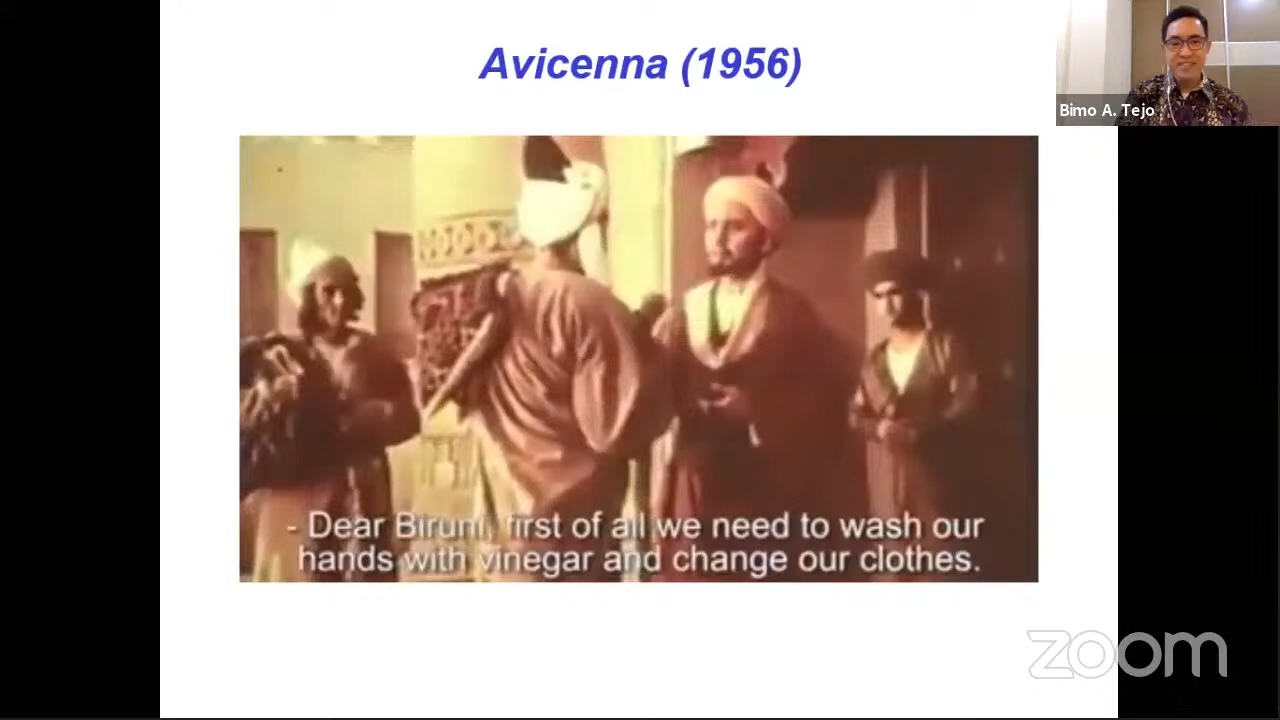 Avicenna (1956)
Bimo A. Tejo
- Dear Biruni, first of all we need to wash our
hands with vinegar and change our clothes.
zoom